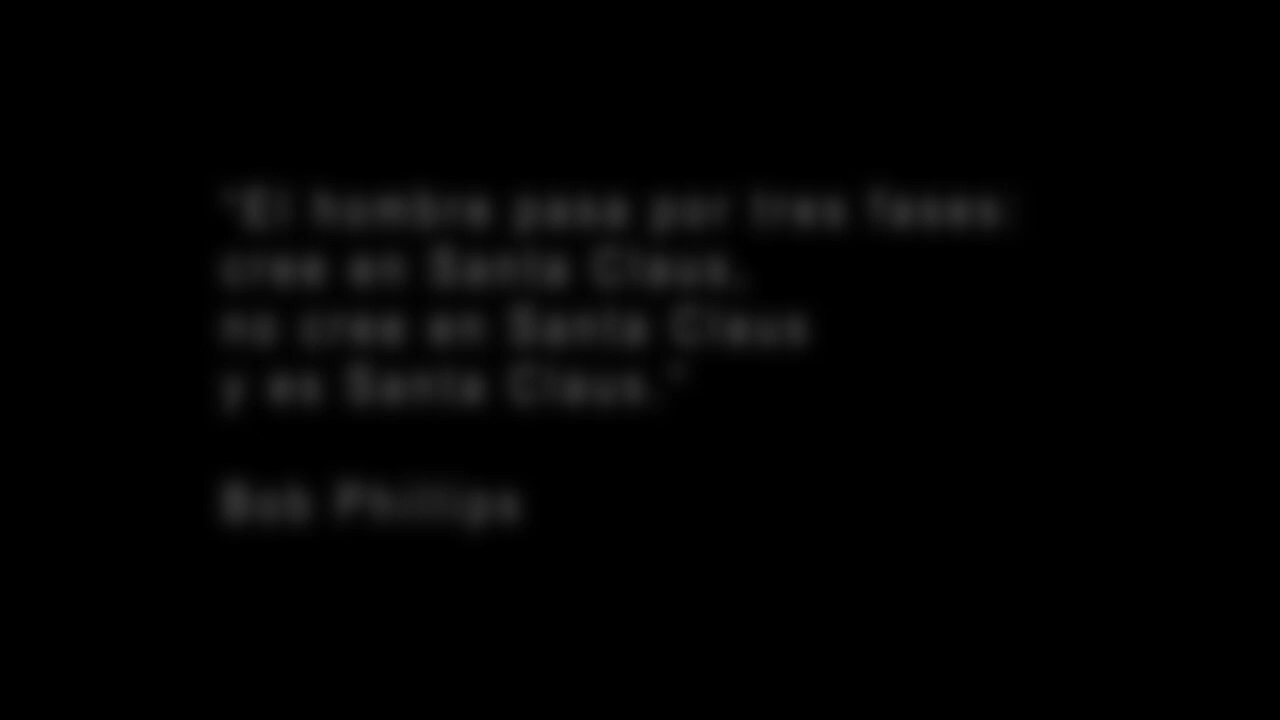 "El hombre pasa por tres fases:
cree en Santa Claus,
no cree en Santa Claus
y es Santa Claus."
Bob Phillips